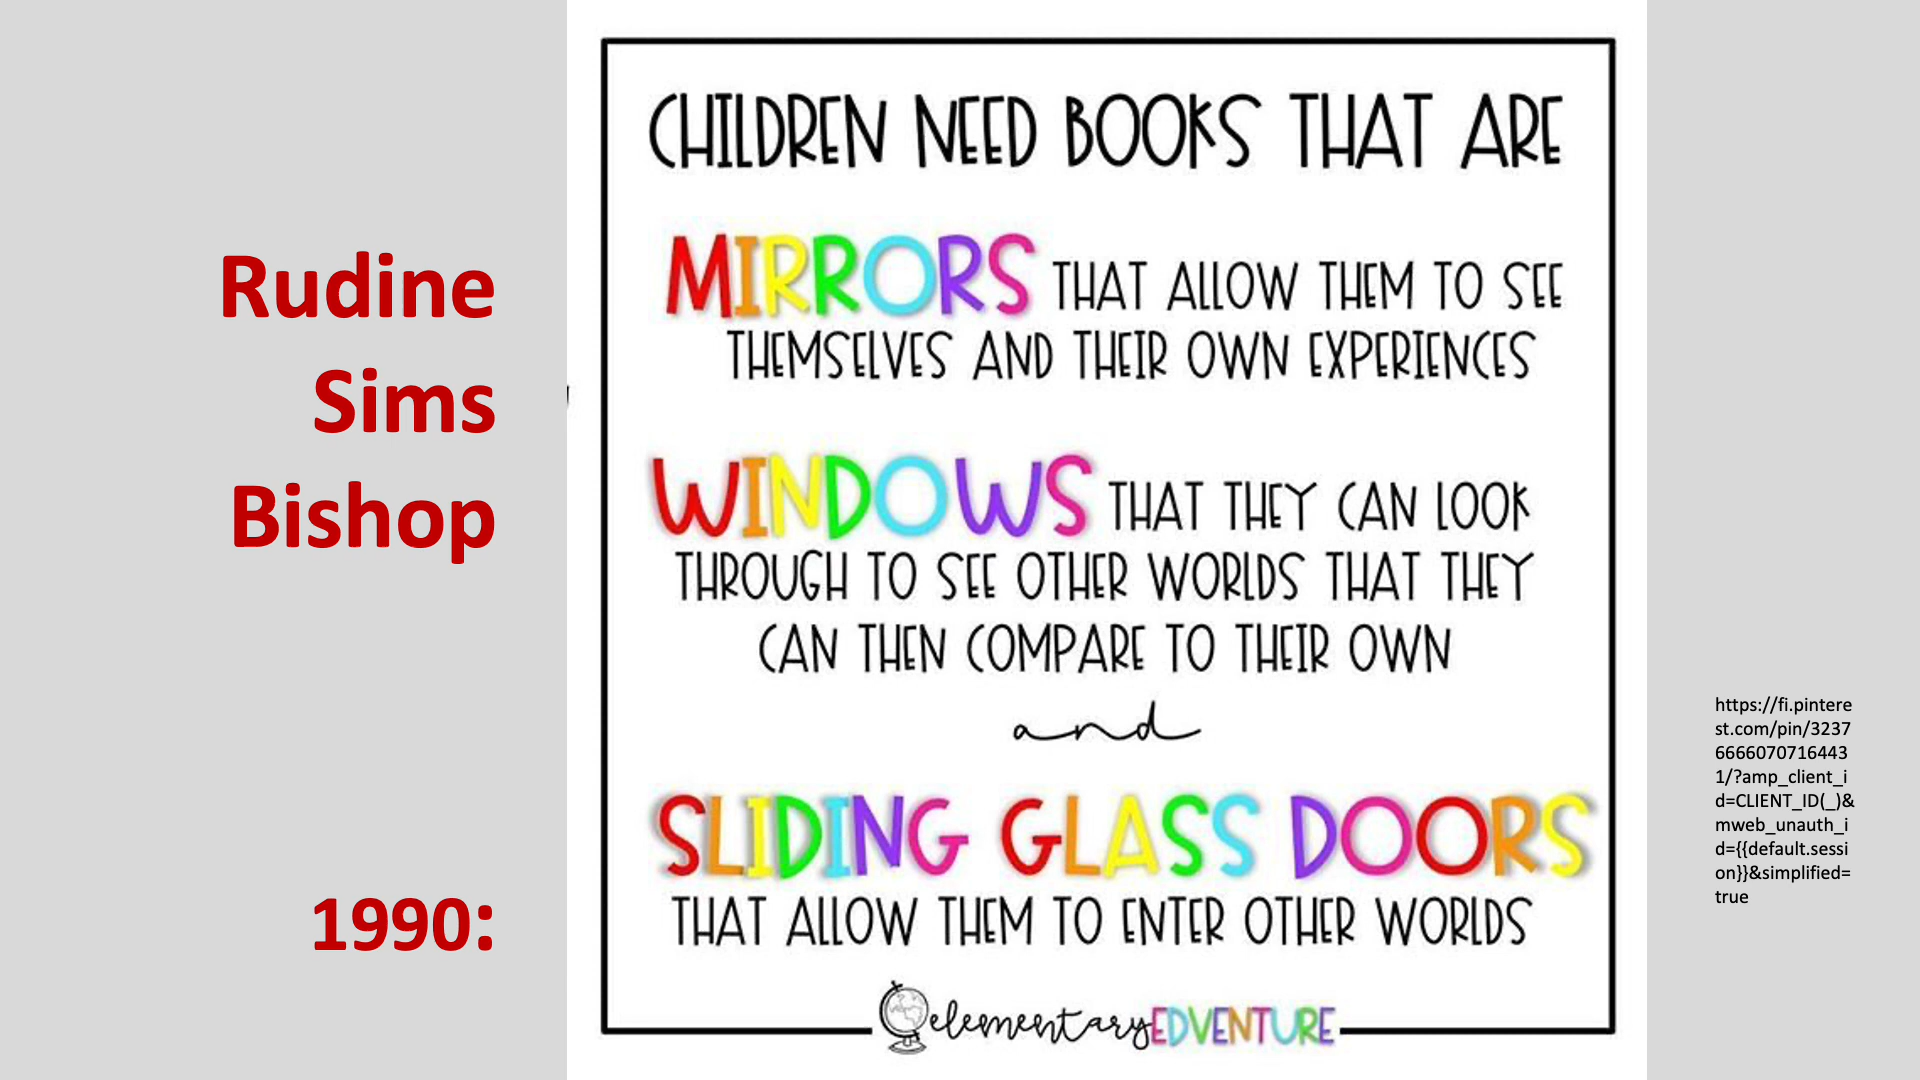 Rudine
Sims
Bishop
1990:
CHILDREN NEED BOOKS THAT ARE
MIRRORS THAT ALLOW THEM TO SEE
THEMSELVES AND THEIR OWN EXPERIENCES
WINDOWS THAT THEY CAN LOOK
THROUGH TO SEE OTHER WORLDS THAT THEY
CAN THEN COMPARE TO THEIR OWN
and
SLIDING GLASS DOORS
THAT ALLOW THEM TO ENTER OTHER WORLDS
elementaryEDVENTURE
https://fi.pintere
st.com/pin/3237
6666070716443
1/?amp_client_i
d=CLIENT_ID(_)&
mweb_unauth_i
d={{default.sessi
on}}&simplified=
true